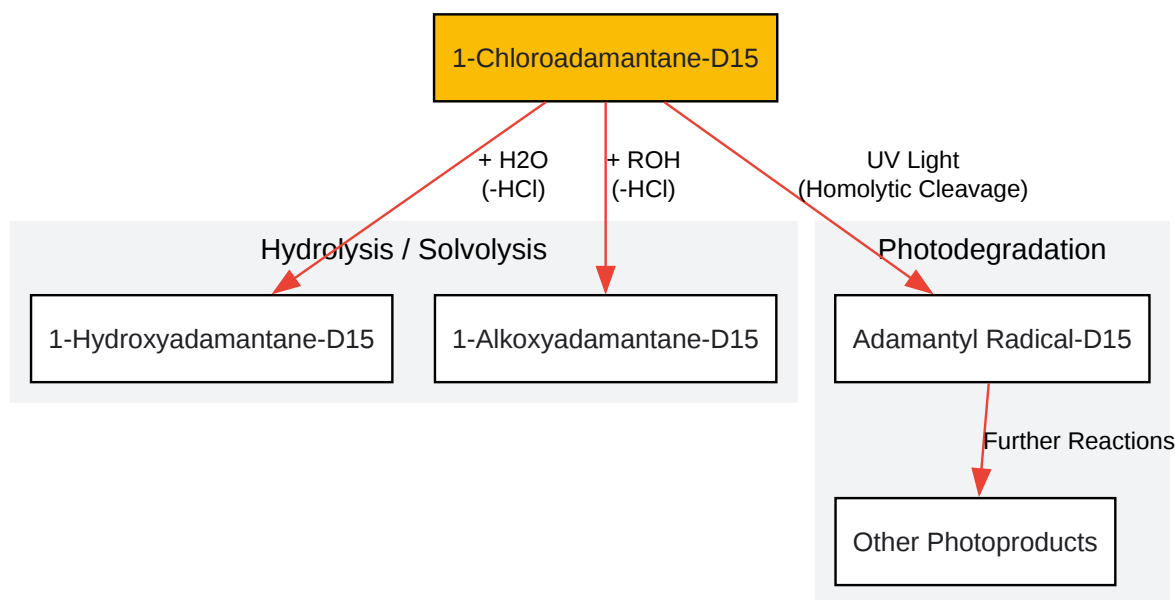 1-Chloroadamantane-D15
+ H2O
(-HCl)
+ ROH
(-HCl)
UV Light
(Homolytic Cleavage)
Hydrolysis / Solvolysis
Photodegradation
1-Hydroxyadamantane-D15
1-Alkoxyadamantane-D15
Adamantyl Radical-D15
Further Reactions
Other Photoproducts